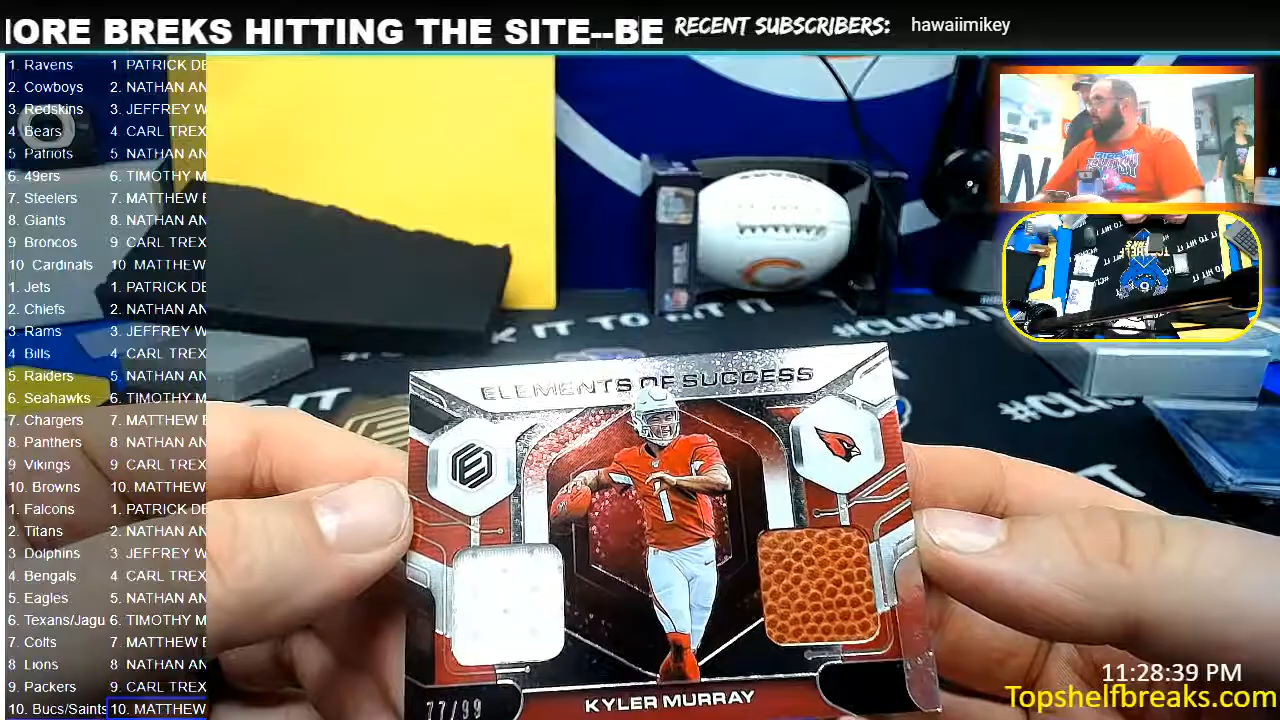 IORE BREKS HITTING THE SITE--BE
RECENT SUBSCRIBERS: hawaiimikey
1. Ravens 1 PATRICK DE
2. Cowboys 2. NATHAN AN
3. Redskins 3. JEFFREY W
4 Bears 4 CARL TREX
5 Patriots 5 NATHAN AN
6. 49ers 6. TIMOTHY M
7. Steelers 7. MATTHEW E
8. Giants 8. NATHAN AN
9 Broncos 9 CARL TREX
10 Cardinals 10 MATTHEW
1. Jets 1. PATRICK DE
2. Chiefs 2. NATHAN AN
3. Rams 3. JEFFREY W
4 Bills 4 CARL TREX
5. Raiders 5. NATHAN AN
6. Seahawks 6. TIMOTHY M
7. Chargers 7. MATTHEW E
8. Panthers 8 NATHAN AN
9 Vikings 9 CARL TREX
10. Browns 10. MATTHEW
1. Falcons 1. PATRICK DE
2. Titans 2. NATHAN AN
3 Dolphins 3 JEFFREY W
4. Bengals 4 CARL TREX
5. Eagles 5. NATHAN AN
6. Texans/Jagu 6. TIMOTHY M
7. Colts 7 MATTHEW E
8 Lions 8 NATHAN AN
9. Packers 9. CARL TREX
10. Bucs/Saints 10. MATTHEW
BEARS
CK IT TO HIT IT
#CLICK IT
#CLICK
ELEMENTS OF SUCCESS
E
1
KYLER MURRAY
77/99
11:28:39 PM
Topshelfbreaks.com